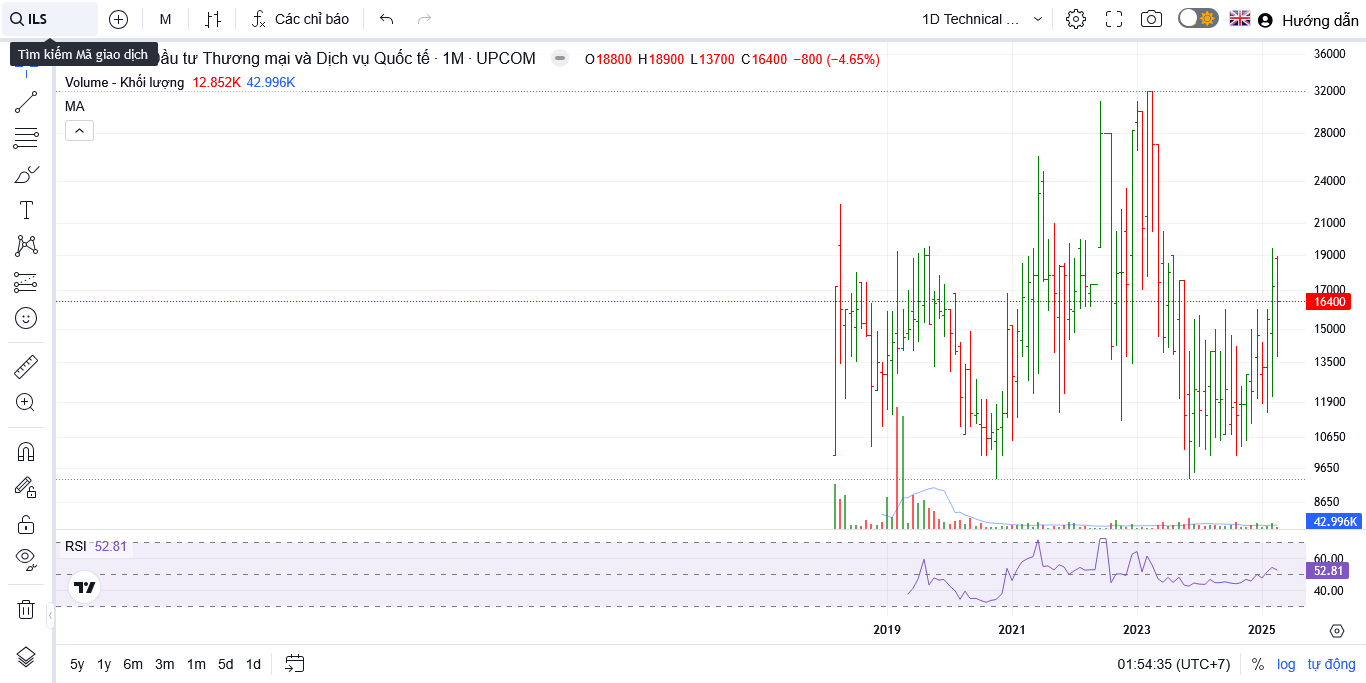 ILS
M
Các chỉ báo
1D Technical ...
Hướng dẫn
Tìm kiếm Mã giao dịch
ầu tư Thương mại và Dịch vụ Quốc tế · 1M · UPCOM
O18800 H18900 L13700 C16400 −800 (−4.65%)
Volume - Khối lượng 12.852K 42.996K
MA
36000
32000
28000
24000
21000
19000
17000
16400
15000
13500
11900
10650
9650
8650
42.996K
RSI 52.81
60.00
52.81
40.00
2019 2021 2023 2025
5y 1y 6m 3m 1m 5d 1d
01:54:35 (UTC+7) % log tự động